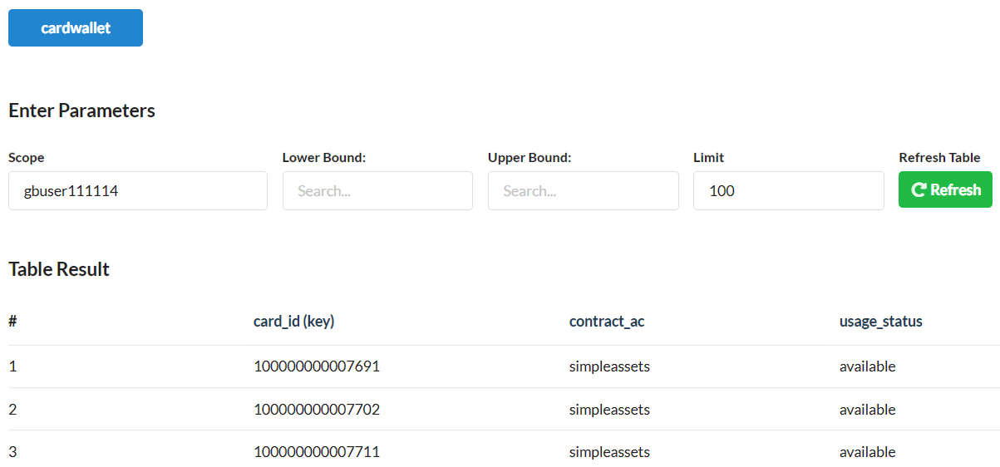 cardwallet
Enter Parameters
Scope Lower Bound: Upper Bound: Limit Refresh Table
gbuser111114 Search... Search... 100 Refresh
Table Result
# card_id (key) contract_ac usage_status
1 100000000007691 simpleassets available
2 100000000007702 simpleassets available
3 100000000007711 simpleassets available